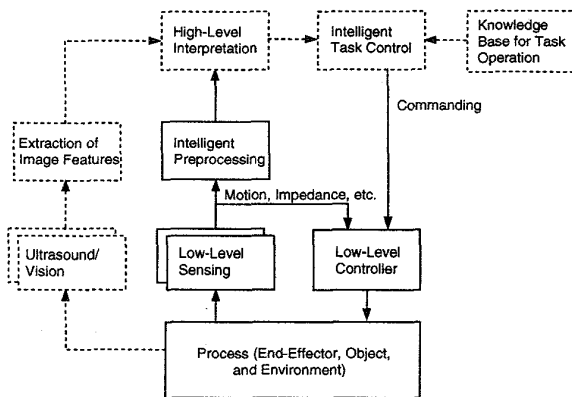 High-Level
Interpretation
Intelligent
Task Control
Knowledge
Base for Task
Operation
Commanding
Extraction of
Image Features
Intelligent
Preprocessing
Motion, Impedance, etc.
Ultrasound/
Vision
Low-Level
Sensing
Low-Level
Controller
Process (End-Effector, Object,
and Environment)